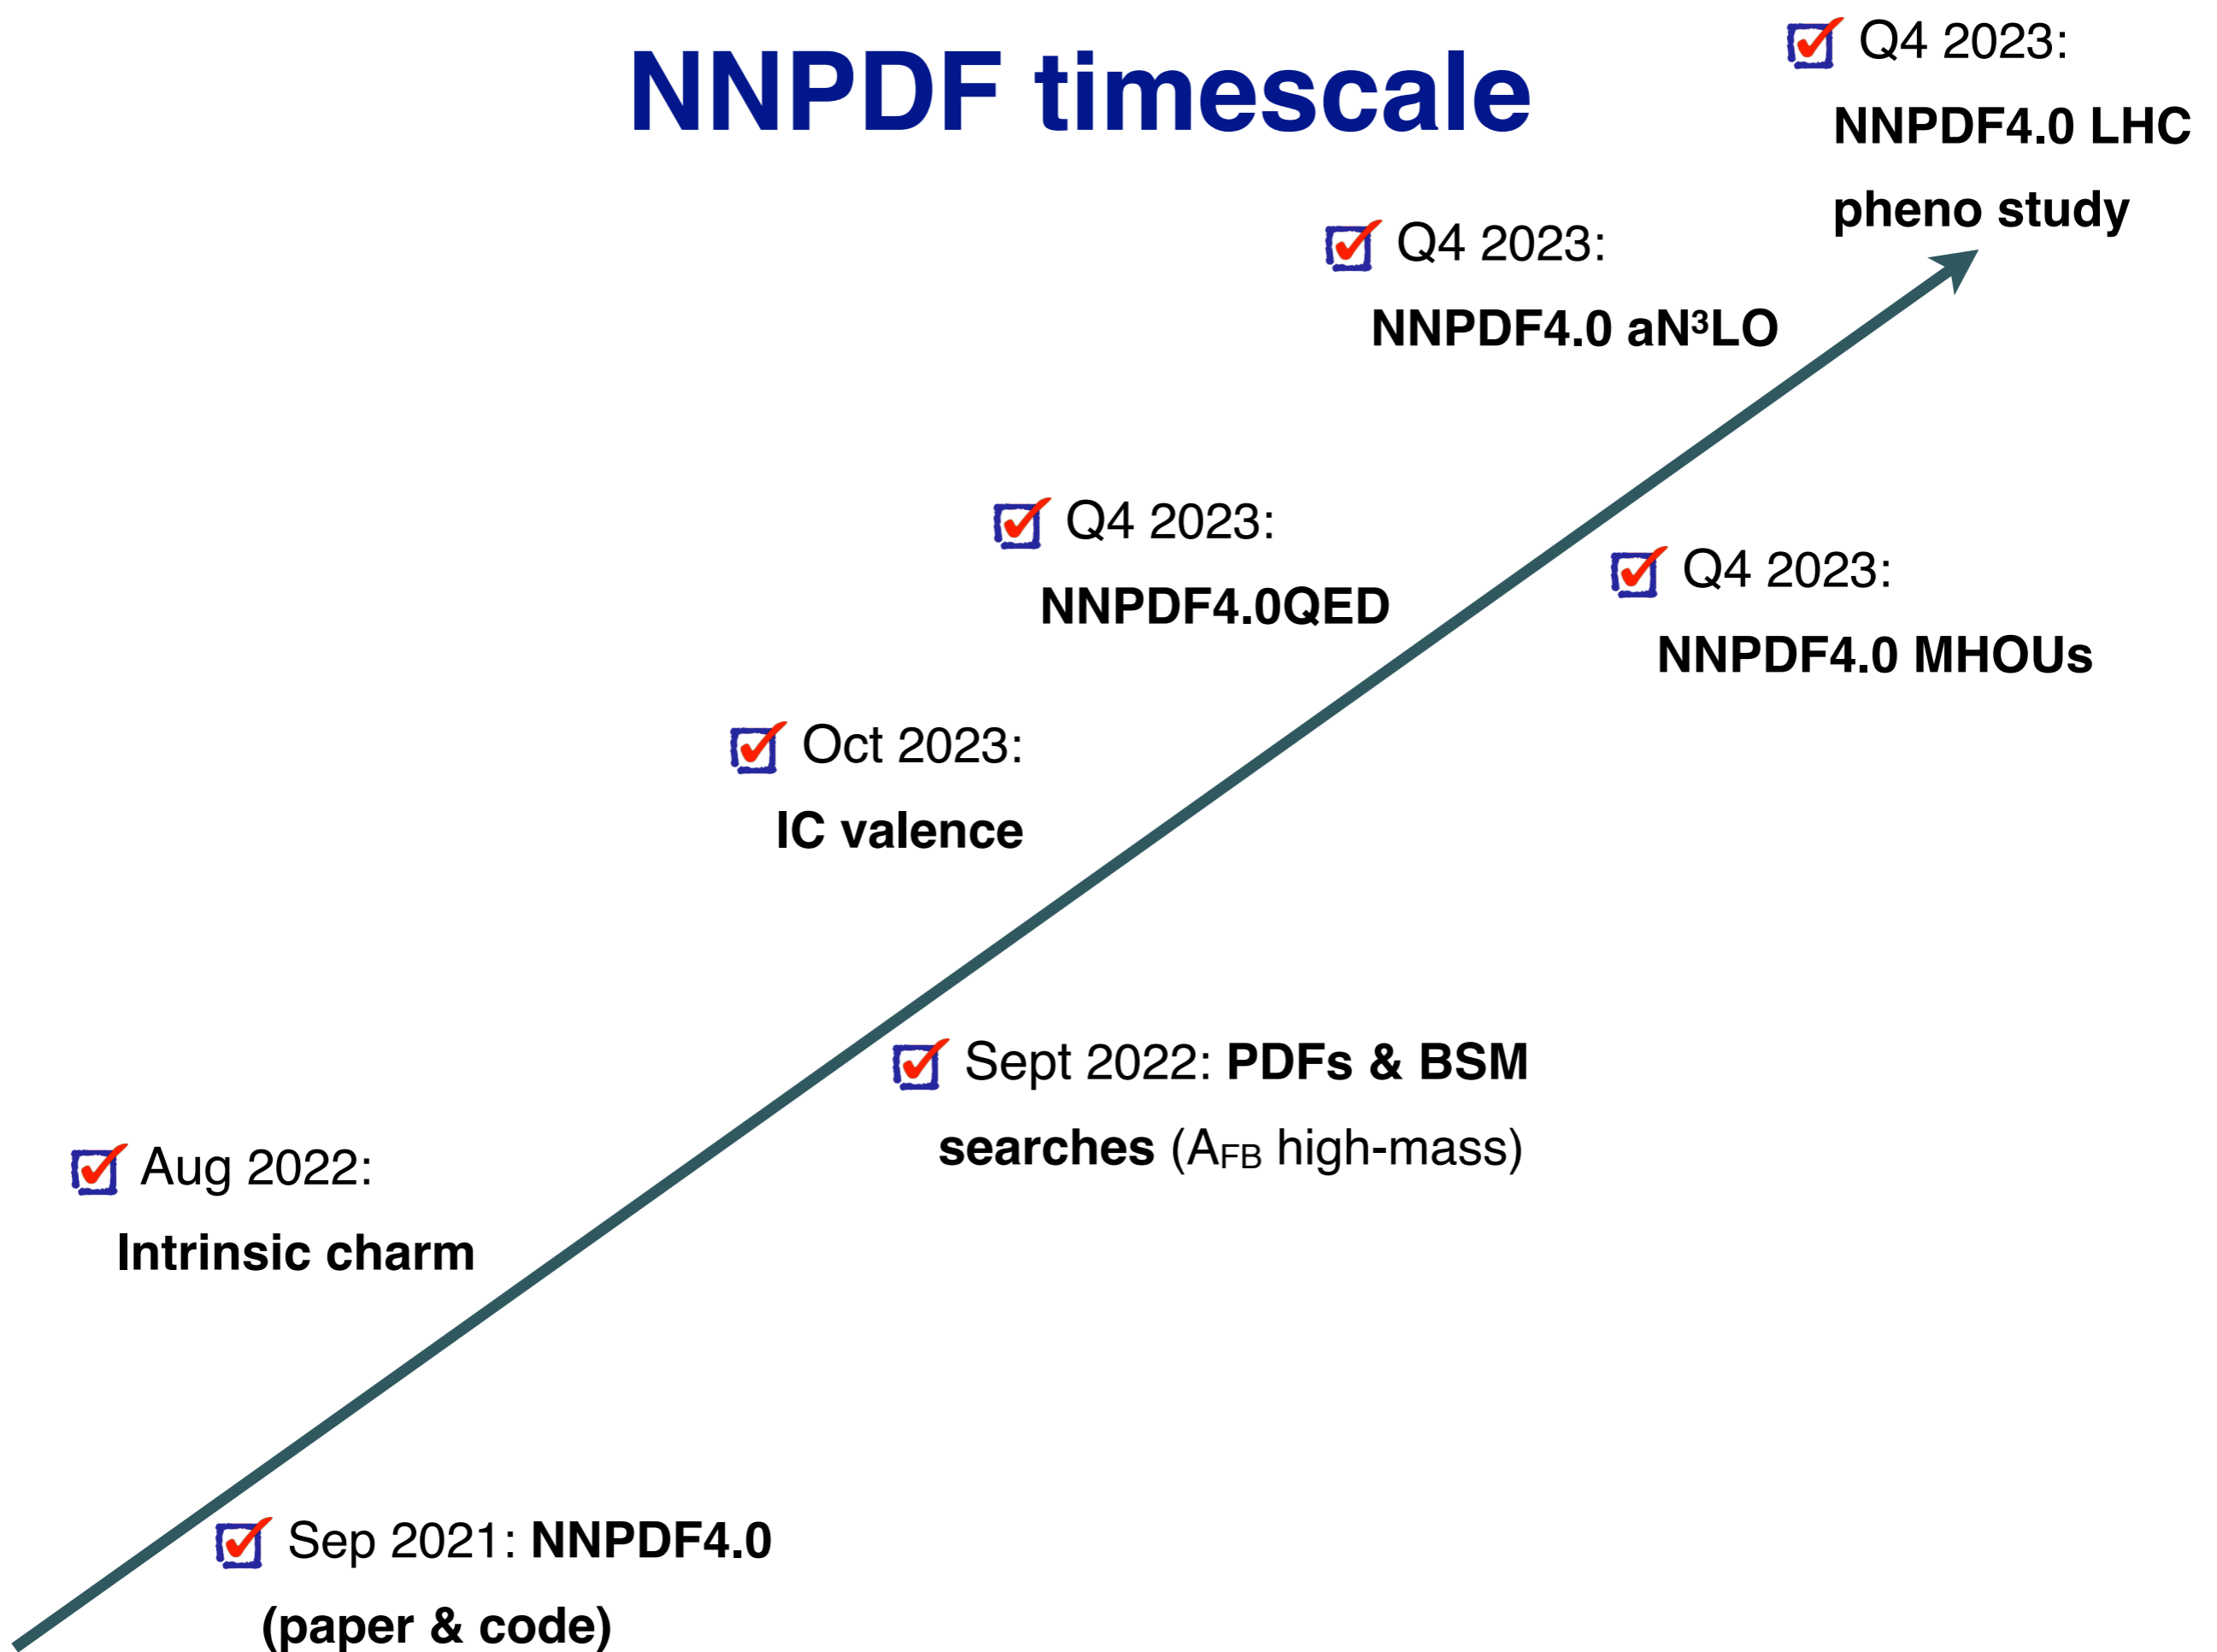 NNPDF timescale
Q4 2023:
NNPDF4.0 LHC
pheno study
Q4 2023:
NNPDF4.0 aN³LO
Q4 2023:
NNPDF4.0QED
Q4 2023:
NNPDF4.0 MHOUs
Oct 2023:
IC valence
Sept 2022: PDFs & BSM
searches (A_FB high-mass)
Aug 2022:
Intrinsic charm
Sep 2021: NNPDF4.0
(paper & code)